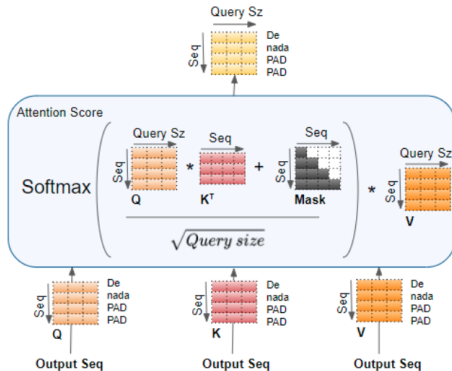 Query Sz
Seq
De
nada
PAD
PAD
Attention Score
Softmax
Query Sz
Seq
Q
*
Seq
Kᵀ
+
Seq
Mask
√Query size
*
Query Sz
Seq
V
Seq
De
nada
PAD
PAD
Q
Seq
De
nada
PAD
PAD
K
Seq
De
nada
PAD
PAD
V
Output Seq
Output Seq
Output Seq